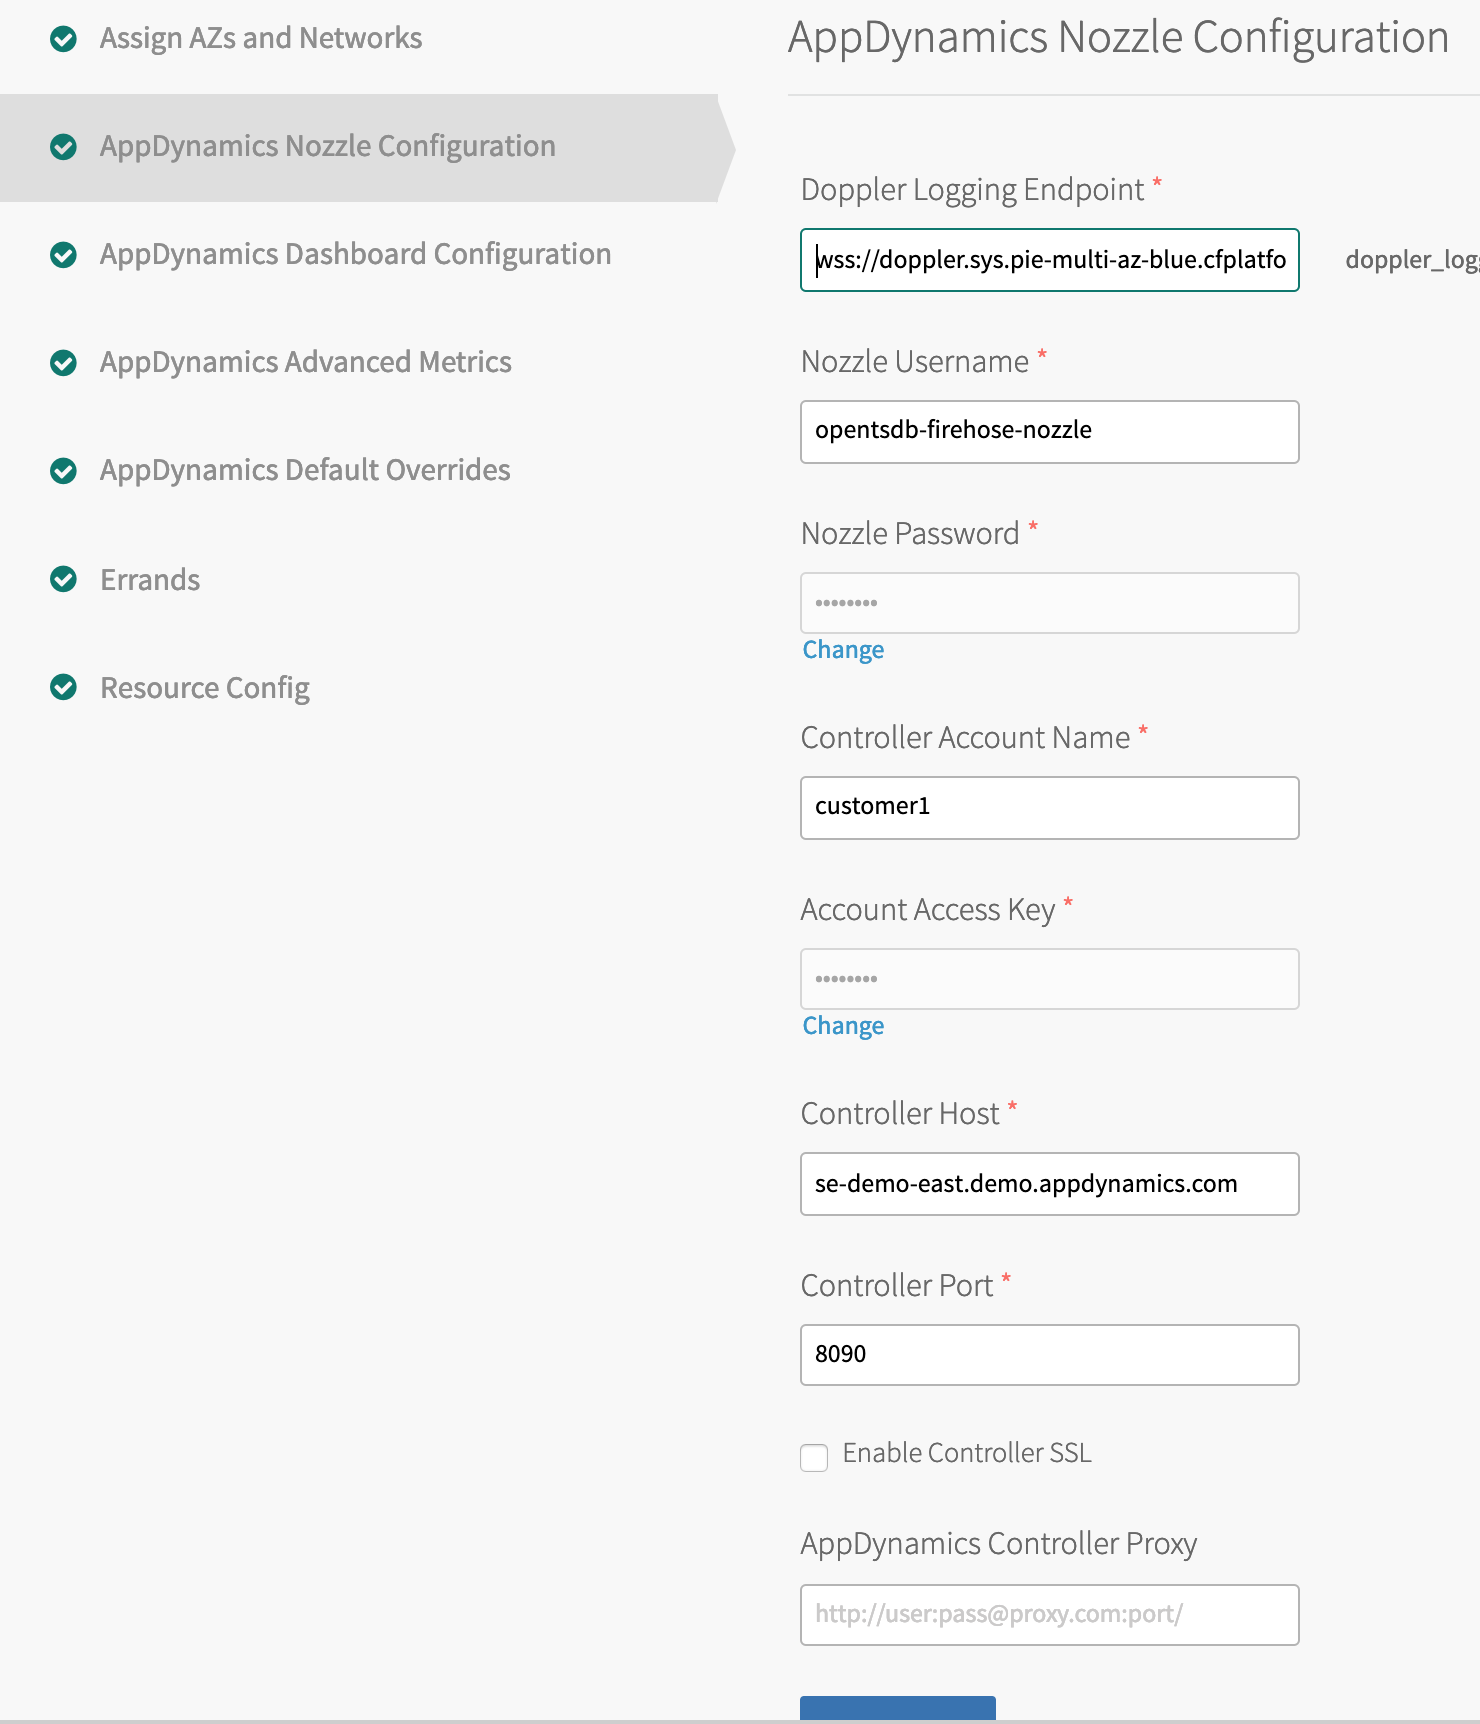 Assign AZs and Networks
AppDynamics Nozzle Configuration
AppDynamics Dashboard Configuration
AppDynamics Advanced Metrics
AppDynamics Default Overrides
Errands
Resource Config
AppDynamics Nozzle Configuration
Doppler Logging Endpoint *
wss://doppler.sys.pie-multi-az-blue.cfplatfo
doppler_log
Nozzle Username *
opentsdb-firehose-nozzle
Nozzle Password *
••••••••
Change
Controller Account Name *
customer1
Account Access Key *
••••••••
Change
Controller Host *
se-demo-east.demo.appdynamics.com
Controller Port *
8090
Enable Controller SSL
AppDynamics Controller Proxy
http://user:pass@proxy.com:port/